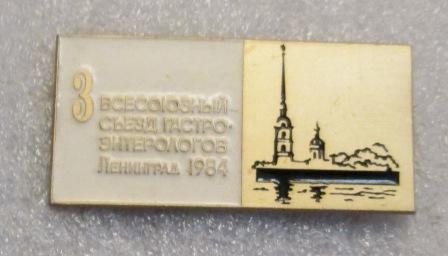 3 ВСЕСОЮЗНЫЙ
СЪЕЗД ГАСТРО-
ЭНТЕРОЛОГОВ
ЛЕНИНГРАД 1984